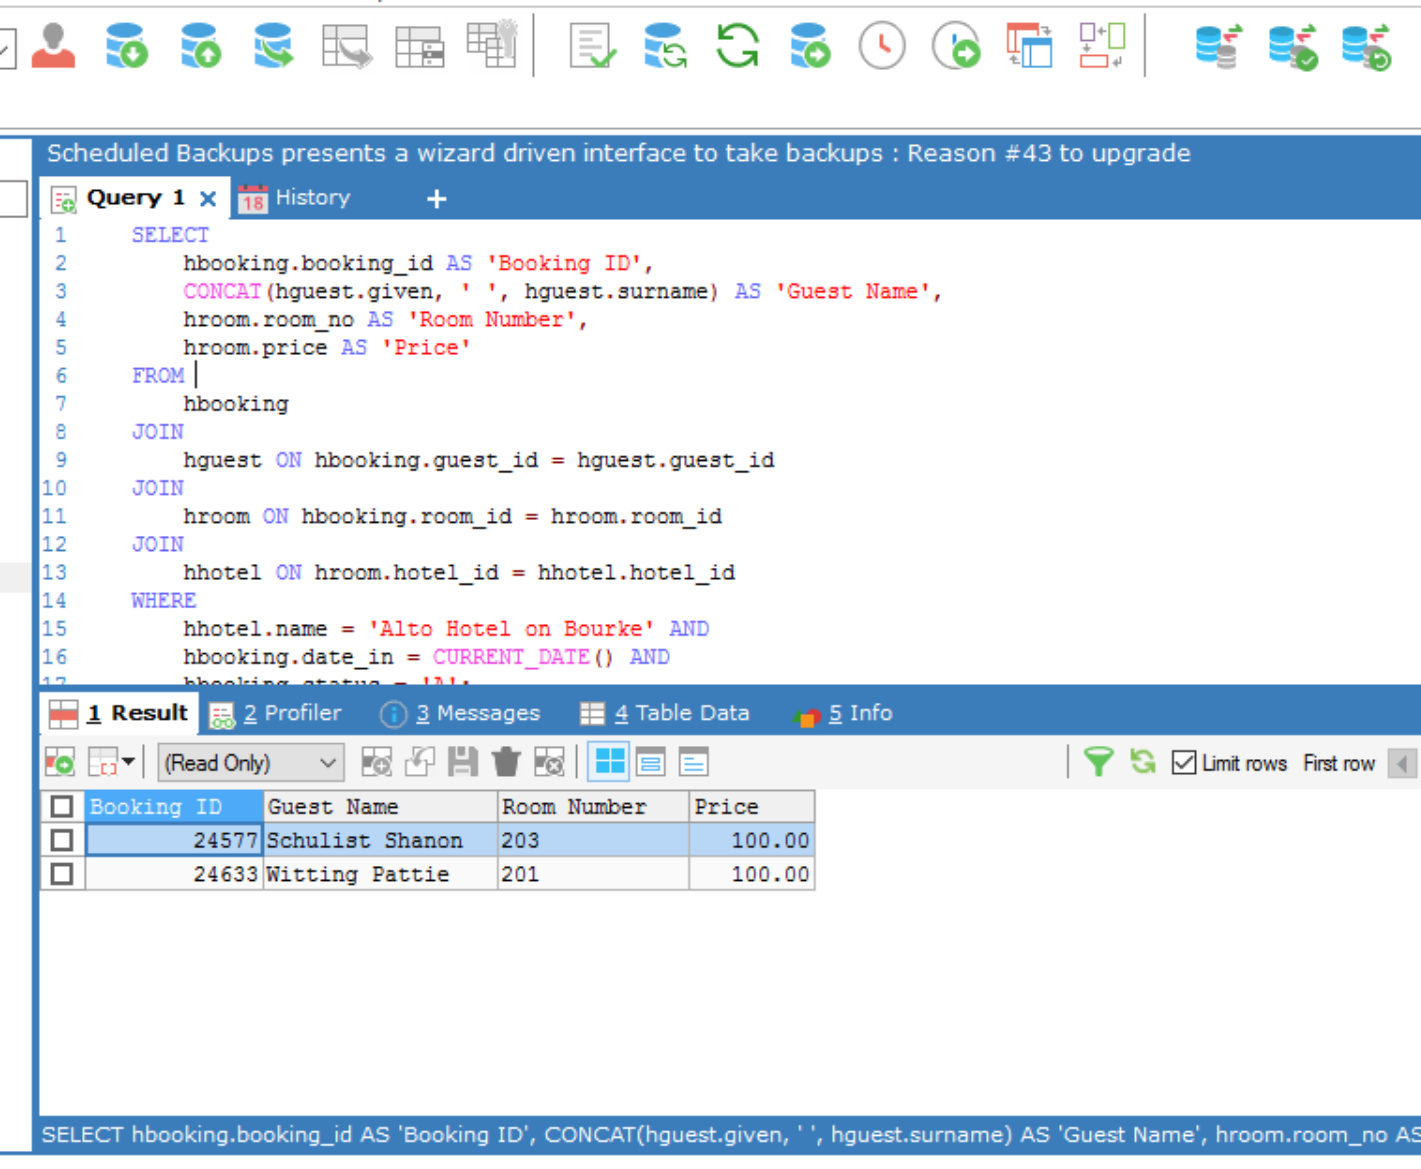 Scheduled Backups presents a wizard driven interface to take backups : Reason #43 to upgrade
Query 1
18 History
+
1 SELECT
2 hbooking.booking_id AS 'Booking ID',
3 CONCAT(hguest.given, ' ', hguest.surname) AS 'Guest Name',
4 hroom.room_no AS 'Room Number',
5 hroom.price AS 'Price'
6 FROM
7 hbooking
8 JOIN
9 hguest ON hbooking.guest_id = hguest.guest_id
10 JOIN
11 hroom ON hbooking.room_id = hroom.room_id
12 JOIN
13 hhotel ON hroom.hotel_id = hhotel.hotel_id
14 WHERE
15 hhotel.name = 'Alto Hotel on Bourke' AND
16 hbooking.date_in = CURRENT_DATE() AND
17 hbooking.status = 'A';
1 Result 2 Profiler 3 Messages 4 Table Data 5 Info
(Read Only) Limit rows First row
Booking ID Guest Name Room Number Price
24577 Schulist Shanon 203 100.00
24633 Witting Pattie 201 100.00
SELECT hbooking.booking_id AS 'Booking ID', CONCAT(hguest.given, ' ', hguest.surname) AS 'Guest Name', hroom.room_no AS